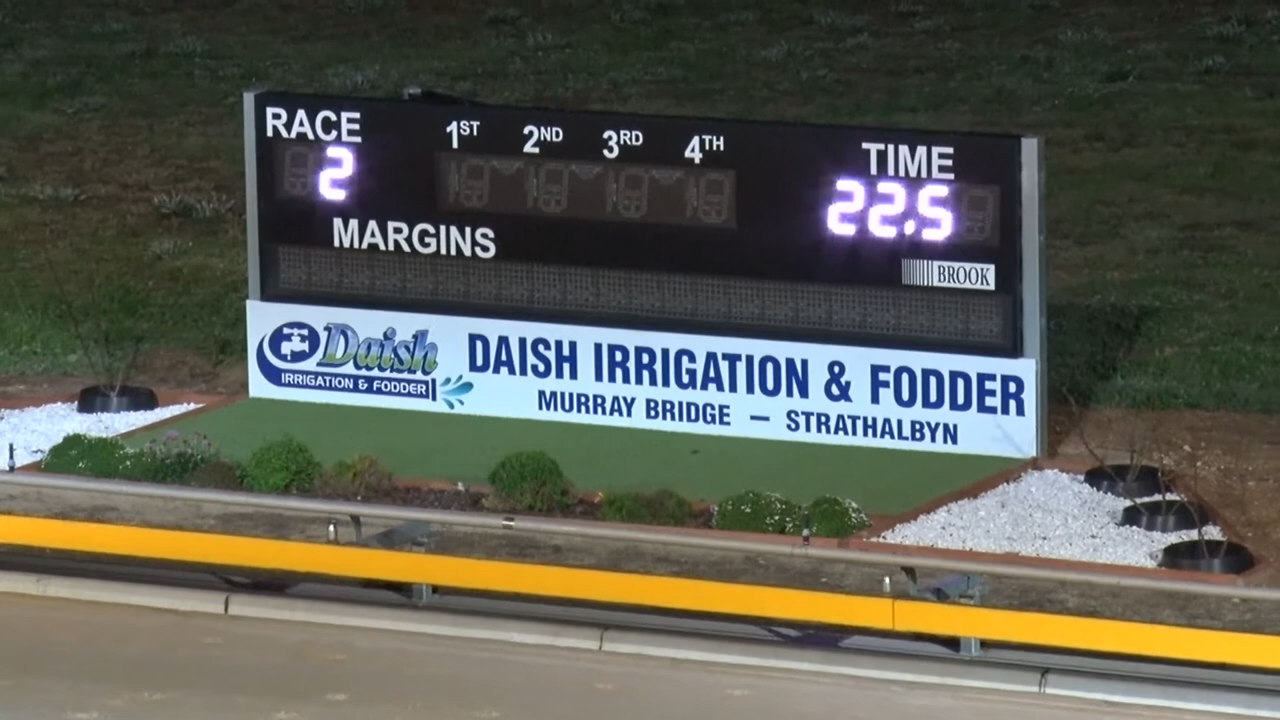 RACE 1ST 2ND 3RD 4TH TIME
2 22.5
MARGINS
BROOK
Daish
IRRIGATION & FODDER
DAISH IRRIGATION & FODDER
MURRAY BRIDGE — STRATHALBYN